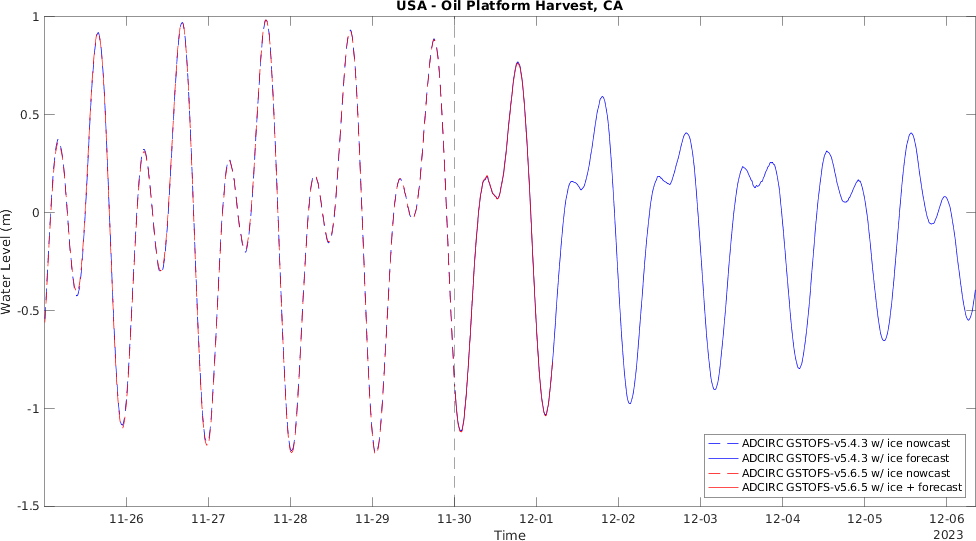 USA - Oil Platform Harvest, CA
Water Level (m)
1
0.5
0
-0.5
-1
-1.5
11-26 11-27 11-28 11-29 11-30 12-01 12-02 12-03 12-04 12-05 12-06
Time
2023
ADCIRC GSTOFS-v5.4.3 w/ ice nowcast
ADCIRC GSTOFS-v5.4.3 w/ ice forecast
ADCIRC GSTOFS-v5.6.5 w/ ice nowcast
ADCIRC GSTOFS-v5.6.5 w/ ice + forecast